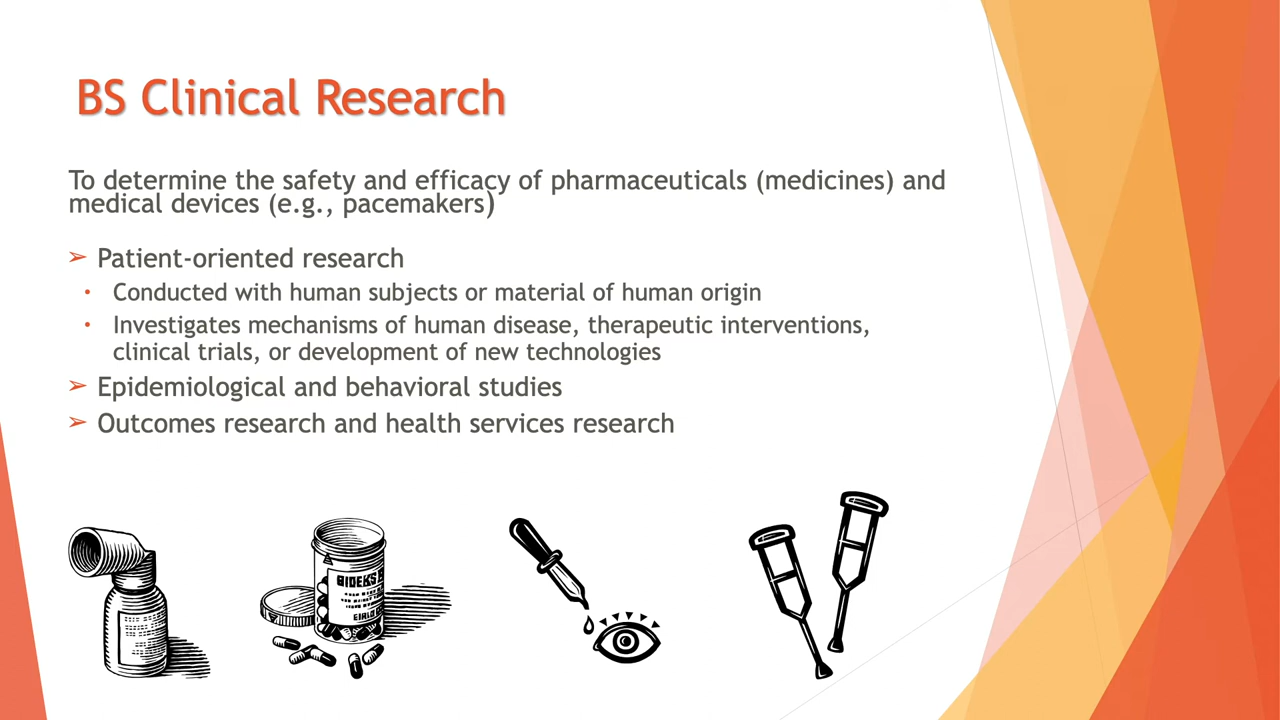 BS Clinical Research
To determine the safety and efficacy of pharmaceuticals (medicines) and
medical devices (e.g., pacemakers)
➢ Patient-oriented research
• Conducted with human subjects or material of human origin
• Investigates mechanisms of human disease, therapeutic interventions,
clinical trials, or development of new technologies
➢ Epidemiological and behavioral studies
➢ Outcomes research and health services research